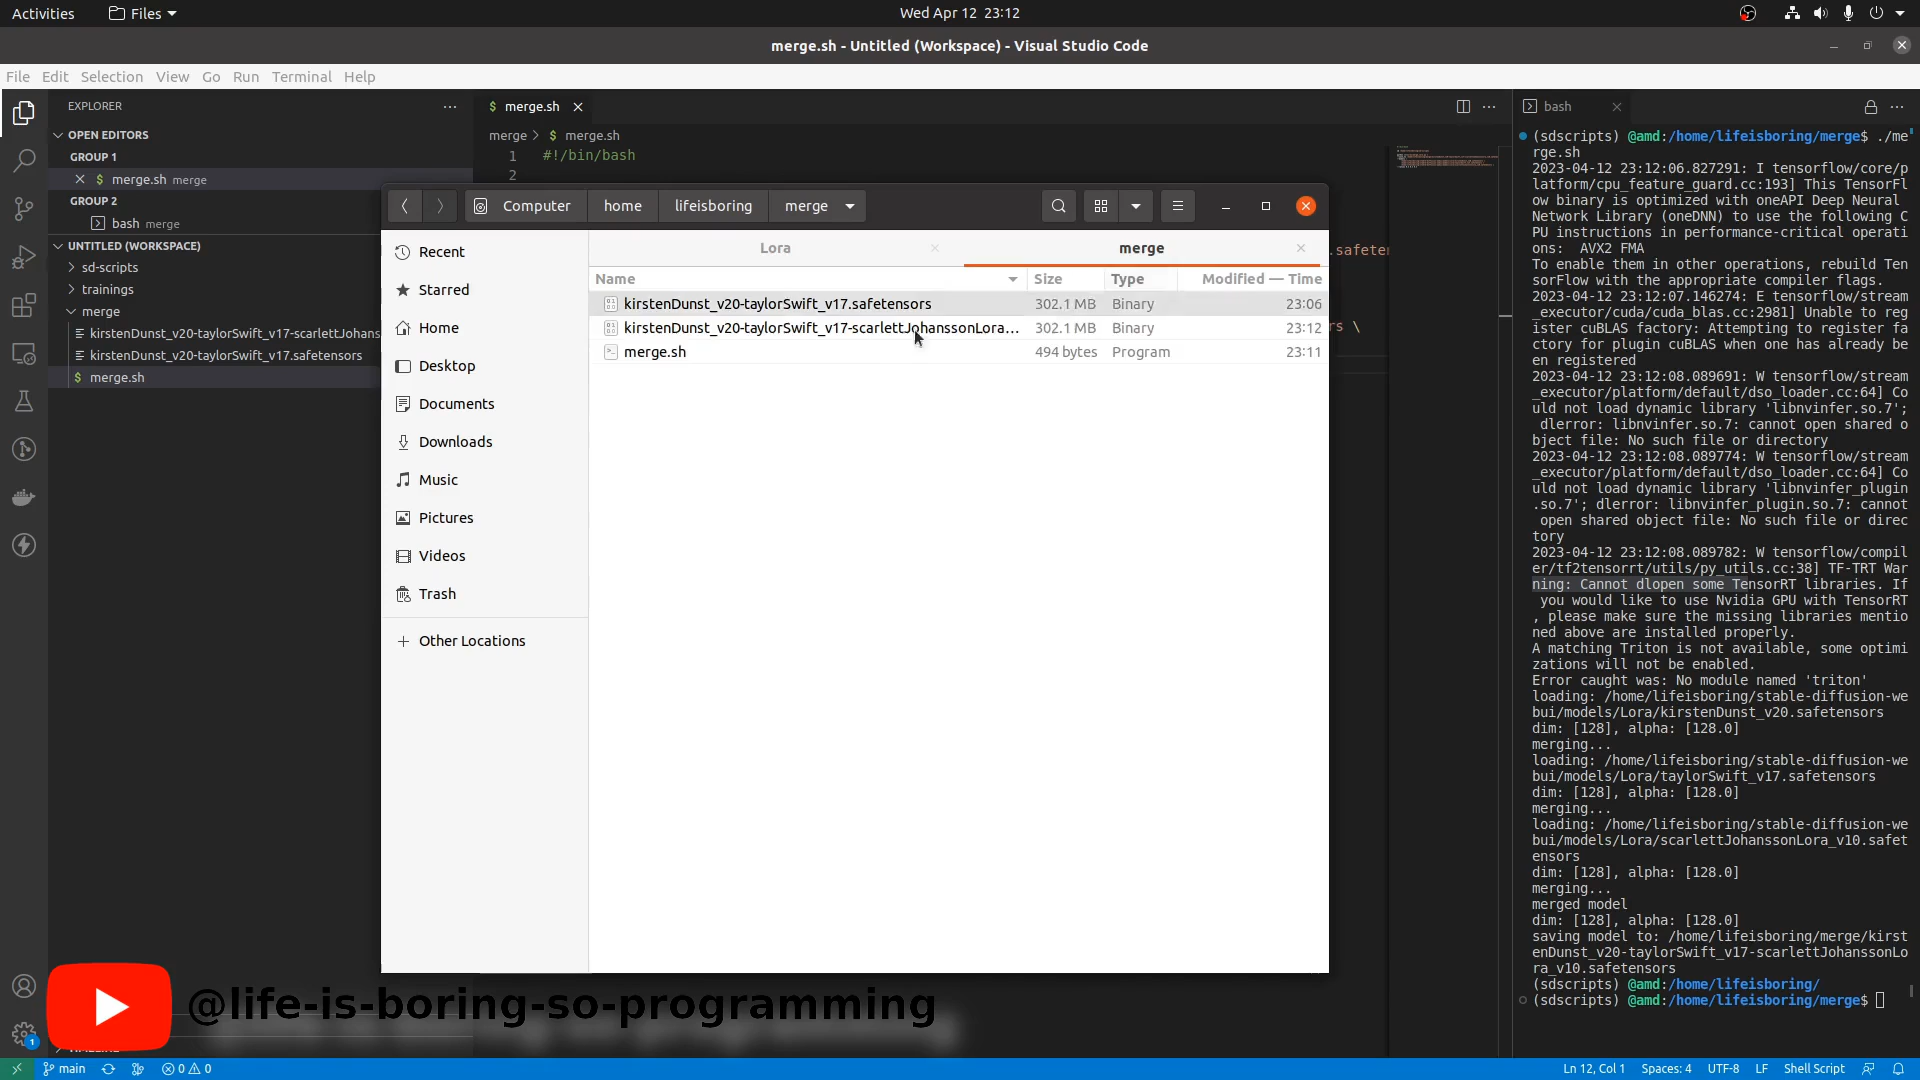 Activities
Files
Wed Apr 12 23:12
merge.sh - Untitled (Workspace) - Visual Studio Code
File Edit Selection View Go Run Terminal Help
EXPLORER
OPEN EDITORS
GROUP 1
merge.sh merge
GROUP 2
bash merge
UNTITLED (WORKSPACE)
sd-scripts
trainings
merge
kirstenDunst_v20-taylorSwift_v17-scarlettJohans
kirstenDunst_v20-taylorSwift_v17.safetensors
merge.sh
merge.sh
merge > merge.sh
1 #!/bin/bash
2
.safeten
rs \
Computer home lifeisboring merge
Recent
Starred
Home
Desktop
Documents
Downloads
Music
Pictures
Videos
Trash
Other Locations
Lora
merge
Name Size Type Modified — Time
kirstenDunst_v20-taylorSwift_v17.safetensors 302.1 MB Binary 23:06
kirstenDunst_v20-taylorSwift_v17-scarlettJohanssonLora... 302.1 MB Binary 23:12
merge.sh 494 bytes Program 23:11
bash
(sdscripts) @amd:/home/lifeisboring/merge$ ./me
rge.sh
2023-04-12 23:12:06.827291: I tensorflow/core/p
latform/cpu_feature_guard.cc:193] This TensorFl
ow binary is optimized with oneAPI Deep Neural
Network Library (oneDNN) to use the following C
PU instructions in performance-critical operati
ons:  AVX2 FMA
To enable them in other operations, rebuild Ten
sorFlow with the appropriate compiler flags.
2023-04-12 23:12:07.146274: E tensorflow/stream
_executor/cuda/cuda_blas.cc:2981] Unable to reg
ister cuBLAS factory: Attempting to register fa
ctory for plugin cuBLAS when one has already be
en registered
2023-04-12 23:12:08.089691: W tensorflow/stream
_executor/platform/default/dso_loader.cc:64] Co
uld not load dynamic library 'libnvinfer.so.7';
dlerror: libnvinfer.so.7: cannot open shared o
bject file: No such file or directory
2023-04-12 23:12:08.089774: W tensorflow/stream
_executor/platform/default/dso_loader.cc:64] Co
uld not load dynamic library 'libnvinfer_plugin
.so.7'; dlerror: libnvinfer_plugin.so.7: cannot
open shared object file: No such file or direc
tory
2023-04-12 23:12:08.089782: W tensorflow/compil
er/tf2tensorrt/utils/py_utils.cc:38] TF-TRT War
ning: Cannot dlopen some TensorRT libraries. If
you would like to use Nvidia GPU with TensorRT
, please make sure the missing libraries mentio
ned above are installed properly.
A matching Triton is not available, some optimi
zations will not be enabled.
Error caught was: No module named 'triton'
loading: /home/lifeisboring/stable-diffusion-we
bui/models/Lora/kirstenDunst_v20.safetensors
dim: [128], alpha: [128.0]
merging...
loading: /home/lifeisboring/stable-diffusion-we
bui/models/Lora/taylorSwift_v17.safetensors
dim: [128], alpha: [128.0]
merging...
loading: /home/lifeisboring/stable-diffusion-we
bui/models/Lora/scarlettJohanssonLora_v10.safet
ensors
dim: [128], alpha: [128.0]
merging...
merged model
dim: [128], alpha: [128.0]
saving model to: /home/lifeisboring/merge/kirst
enDunst_v20-taylorSwift_v17-scarlettJohanssonLo
ra_v10.safetensors
(sdscripts) @amd:/home/lifeisboring/
(sdscripts) @amd:/home/lifeisboring/merge$
@life-is-boring-so-programming
1
main
0 0
Ln 12, Col 1 Spaces: 4 UTF-8 LF Shell Script